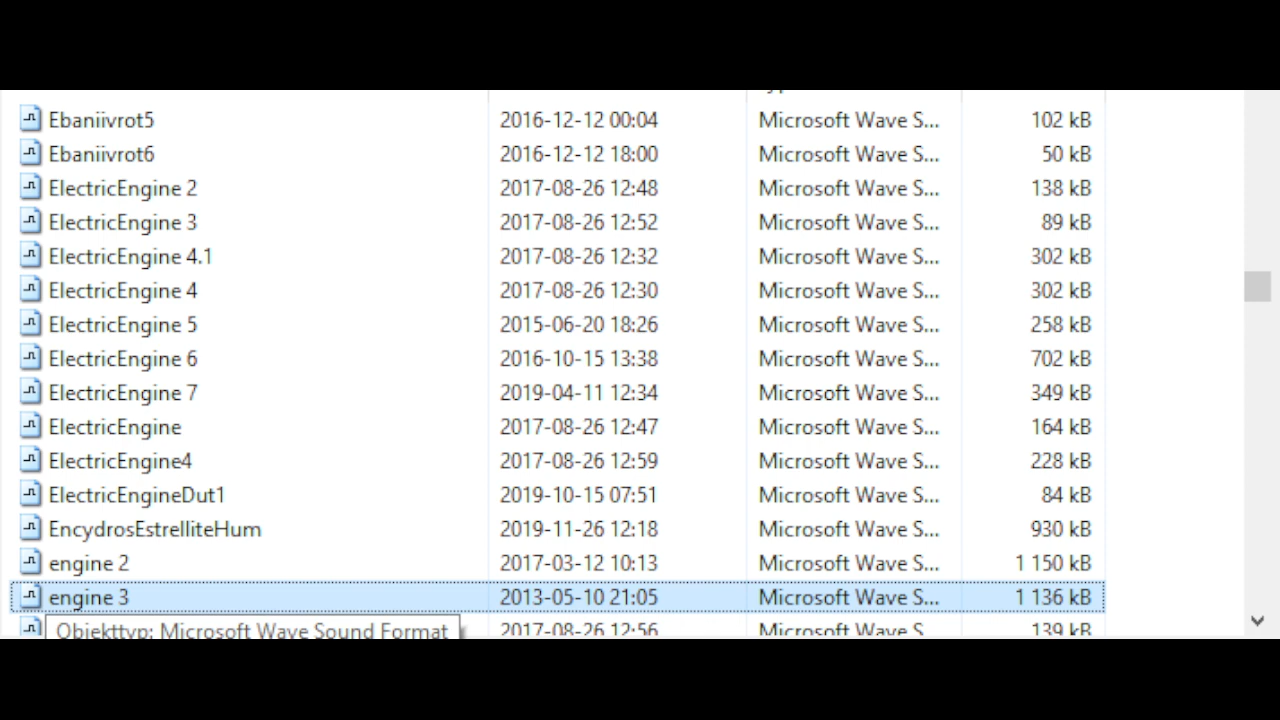 Ebaniivrot5 2016-12-12 00:04 Microsoft Wave S... 102 kB
Ebaniivrot6 2016-12-12 18:00 Microsoft Wave S... 50 kB
ElectricEngine 2 2017-08-26 12:48 Microsoft Wave S... 138 kB
ElectricEngine 3 2017-08-26 12:52 Microsoft Wave S... 89 kB
ElectricEngine 4.1 2017-08-26 12:32 Microsoft Wave S... 302 kB
ElectricEngine 4 2017-08-26 12:30 Microsoft Wave S... 302 kB
ElectricEngine 5 2015-06-20 18:26 Microsoft Wave S... 258 kB
ElectricEngine 6 2016-10-15 13:38 Microsoft Wave S... 702 kB
ElectricEngine 7 2019-04-11 12:34 Microsoft Wave S... 349 kB
ElectricEngine 2017-08-26 12:47 Microsoft Wave S... 164 kB
ElectricEngine4 2017-08-26 12:59 Microsoft Wave S... 228 kB
ElectricEngineDut1 2019-10-15 07:51 Microsoft Wave S... 84 kB
EncydrosEstrelliteHum 2019-11-26 12:18 Microsoft Wave S... 930 kB
engine 2 2017-03-12 10:13 Microsoft Wave S... 1 150 kB
engine 3 2013-05-10 21:05 Microsoft Wave S... 1 136 kB
Objekttyp: Microsoft Wave Sound Format 2017-08-26 12:56 Microsoft Wave S 139 kB